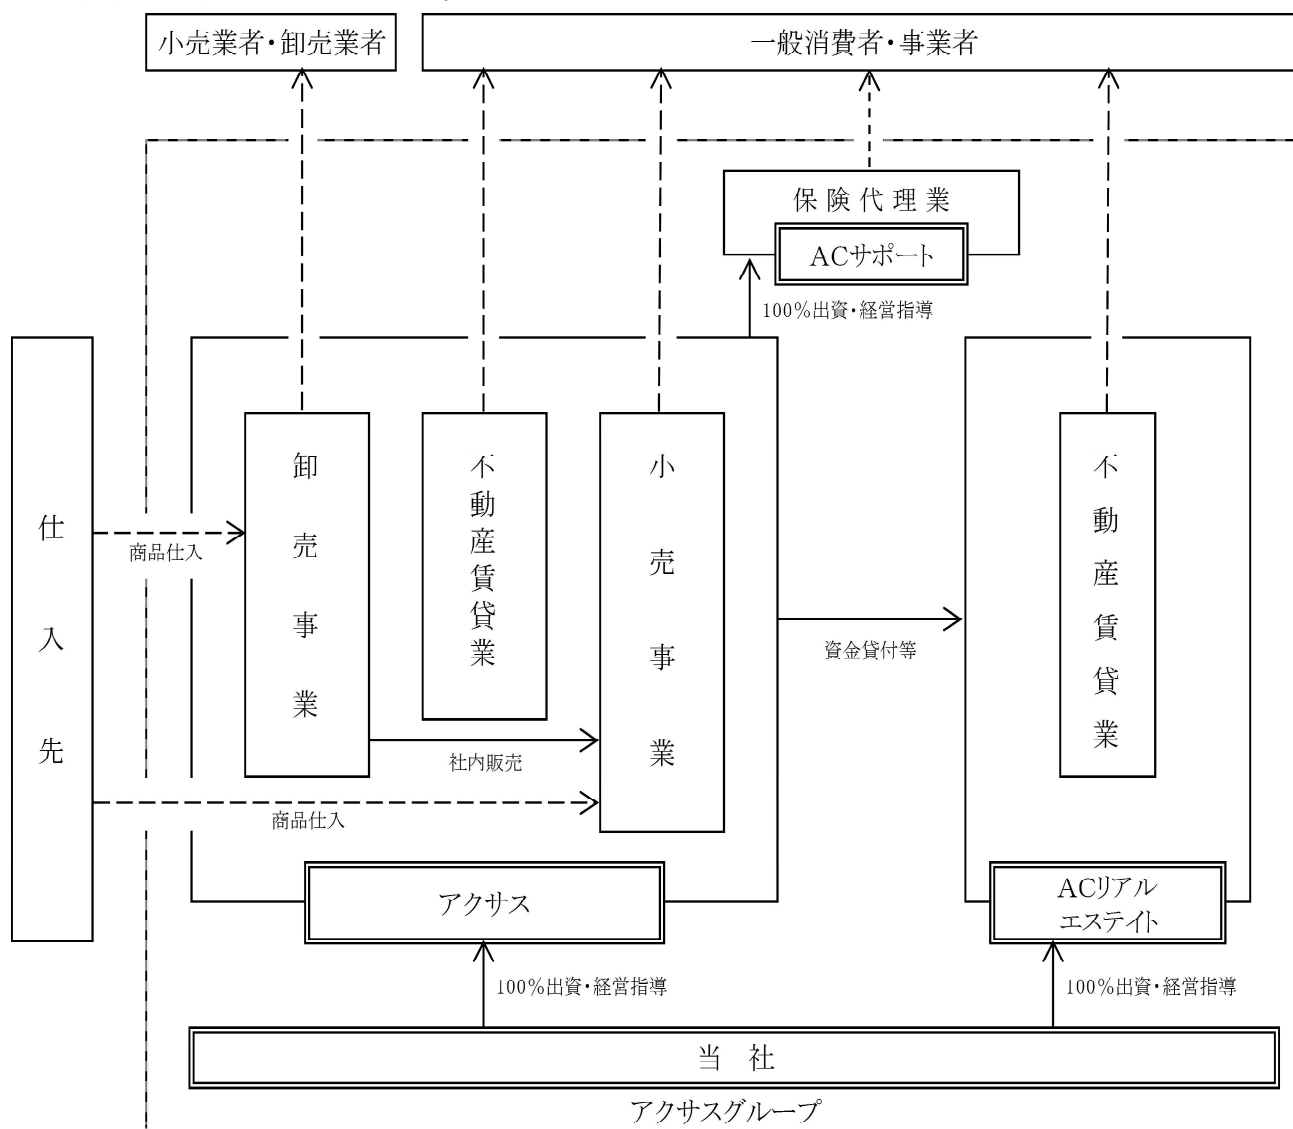 小売業者・卸売業者
一般消費者・事業者
保険代理業
ACサポート
100%出資・経営指導
仕入先
商品仕入
卸売事業
不動産賃貸業
小売事業
社内販売
商品仕入
資金貸付等
不動産賃貸業
アクサス
ACリアル
エステイト
100%出資・経営指導
100%出資・経営指導
当社
アクサスグループ